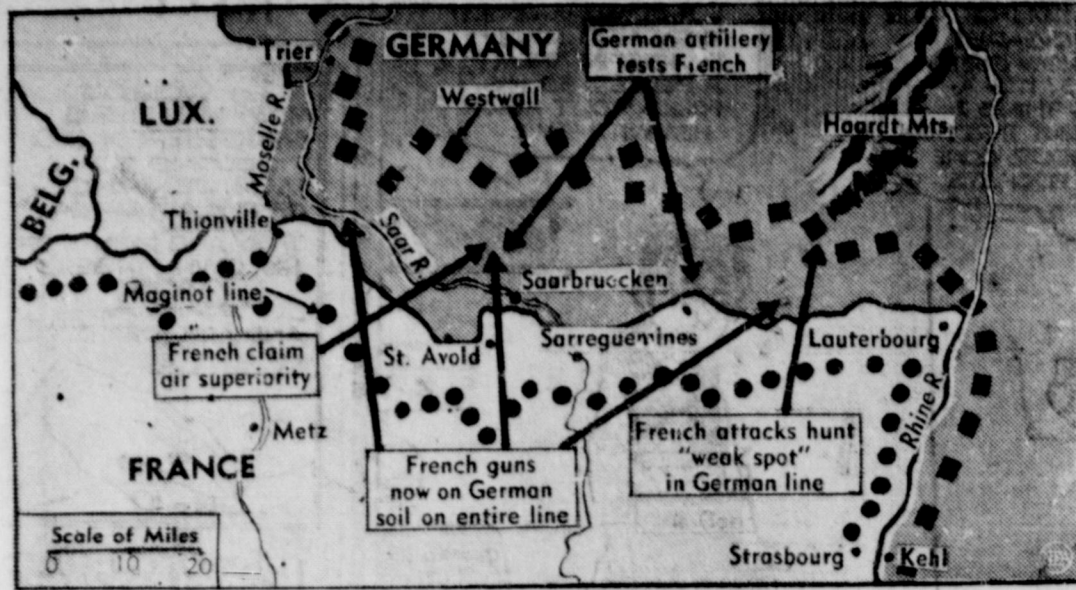 Trier
GERMANY
German artillery
tests French
LUX.
Westwall
Haardt Mts.
Moselle R.
BELG.
Thionville
Saar R.
Saarbruecken
Maginot line
Sarreguemines
Lauterbourg
French claim
air superiority
St. Avold
Rhine R.
Metz
French attacks hunt
"weak spot"
in German line
FRANCE
French guns
now on German
soil on entire line
Scale of Miles
0 10 20
Strasbourg
Kehl